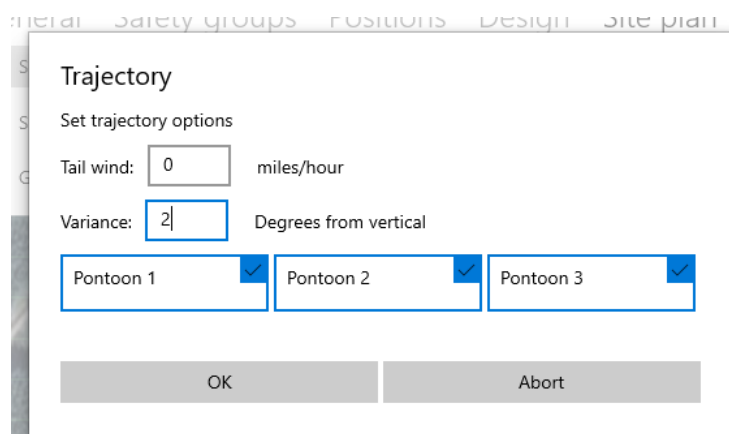 Safety groups Positions Design Site plan
Trajectory
Set trajectory options
Tail wind: 0 miles/hour
Variance: 2 Degrees from vertical
Pontoon 1 Pontoon 2 Pontoon 3
OK Abort